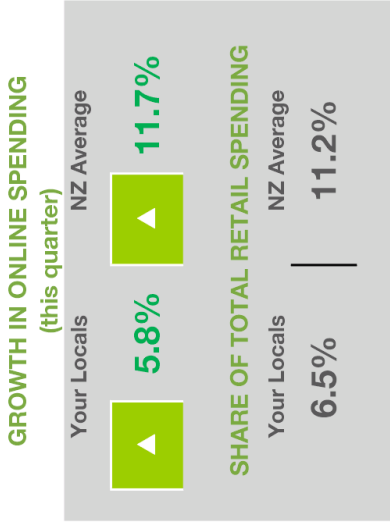 GROWTH IN ONLINE SPENDING
(this quarter)
Your Locals NZ Average
5.8% 11.7%
SHARE OF TOTAL RETAIL SPENDING
Your Locals NZ Average
6.5% 11.2%